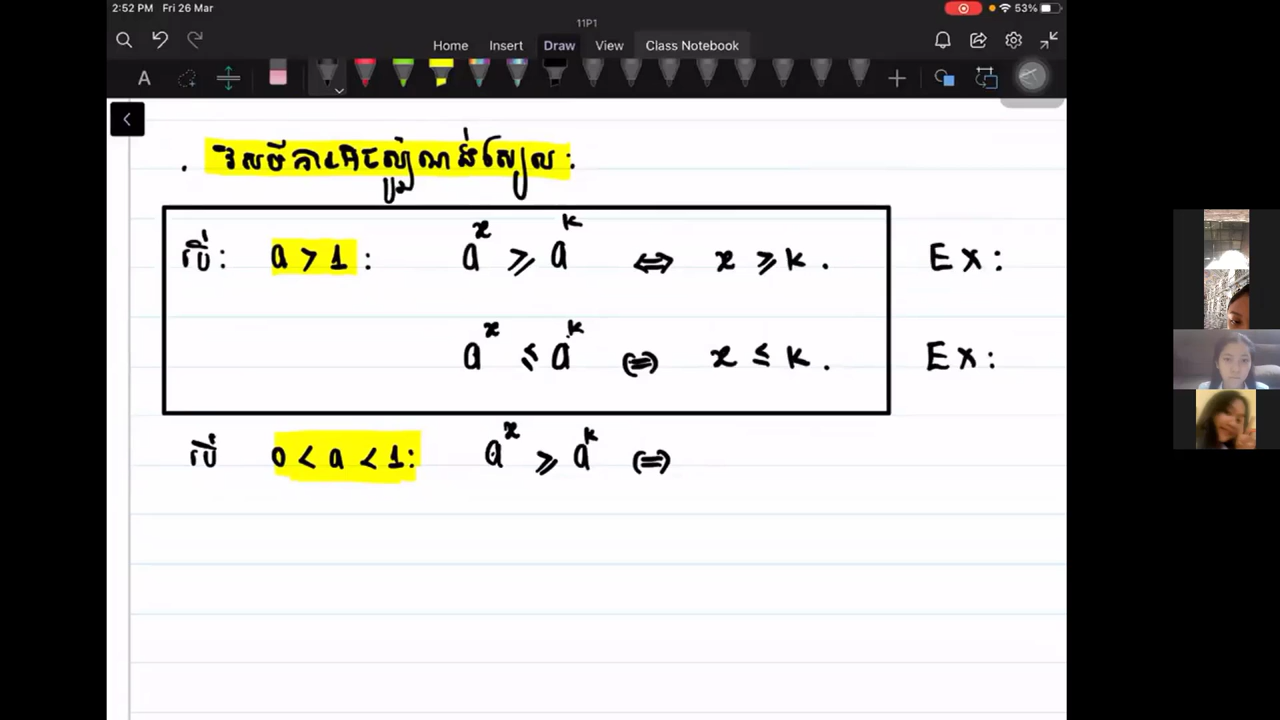 2:52 PM Fri 26 Mar
53%
11P1
Home Insert Draw View Class Notebook
A
. វិសមីការអិចស្ប៉ូណង់ស្យែល:
បើ: a > 1 : a^x ⩾ a^k ⇔ x ⩾ k . Ex:
a^x ⩽ a^k ⇔ x ≤ k . Ex:
បើ 0 < a < 1: a^x ⩾ a^k ⇔